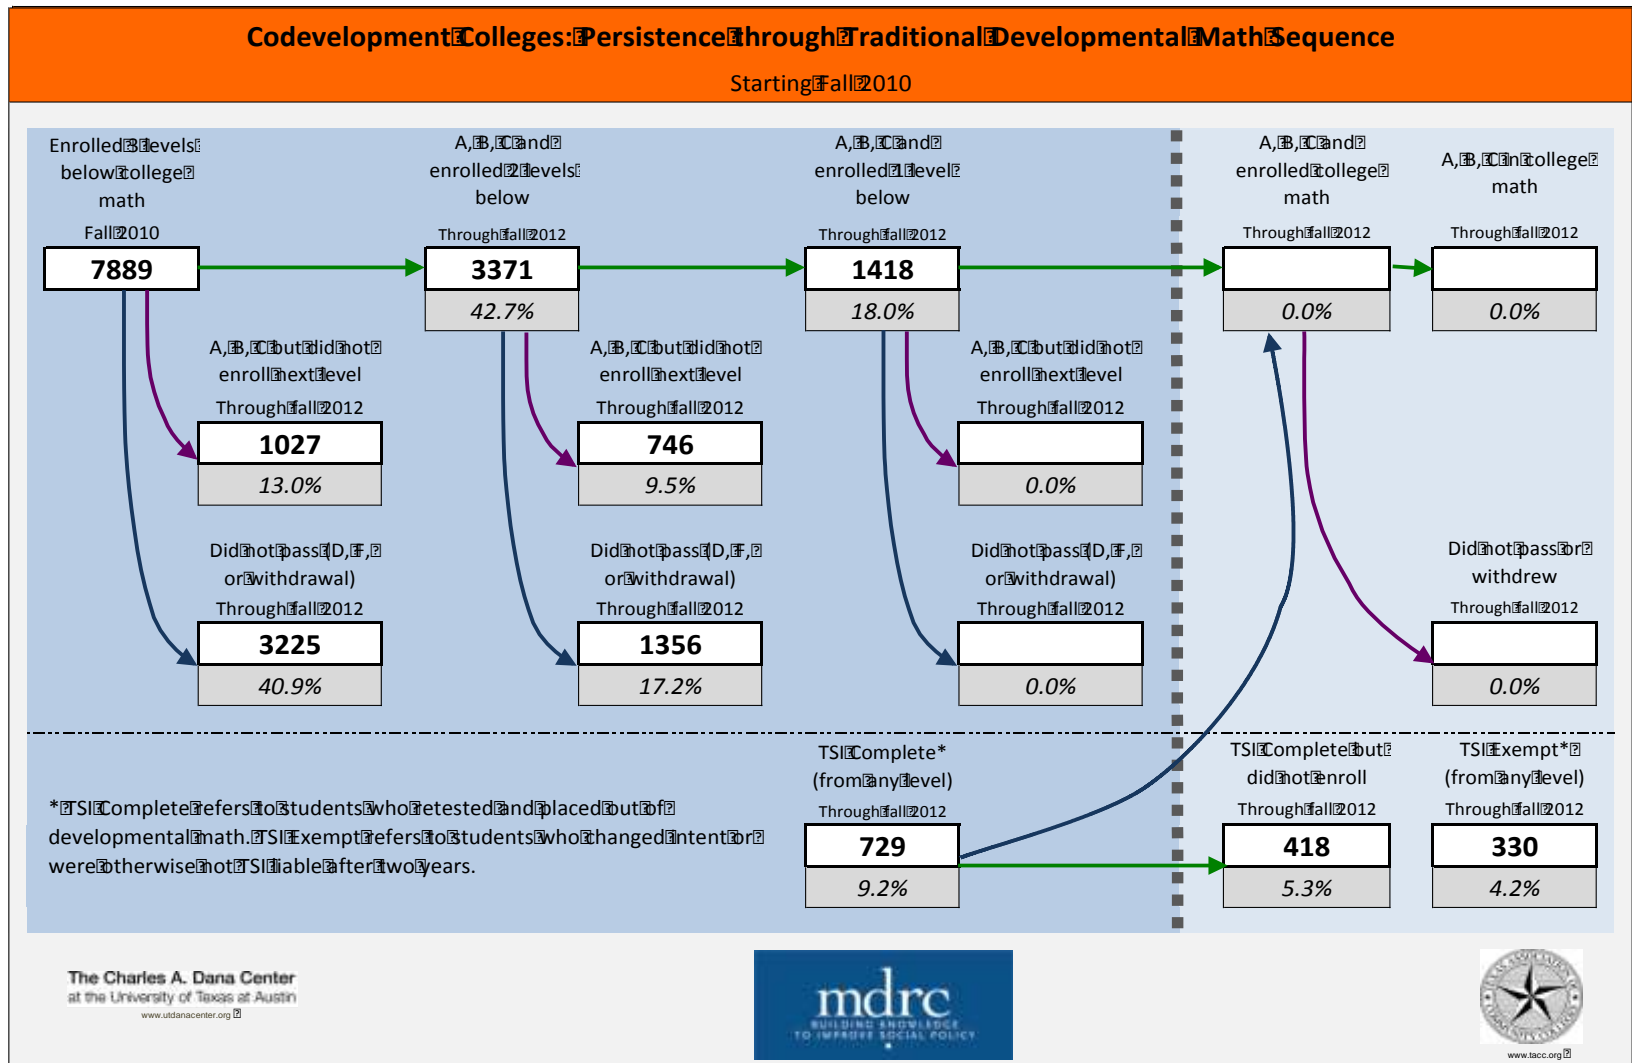 Codevelopment Colleges: Persistence through Traditional Developmental Math Sequence
Starting Fall 2010
Enrolled 3 levels
below college
math
Fall 2010
7889
A, B, C and
enrolled 2 levels
below
Through fall 2012
3371
42.7%
A, B, C and
enrolled 1 level
below
Through fall 2012
1418
18.0%
A, B, C and
enrolled college
math
Through fall 2012
0.0%
A, B, C in college
math
Through fall 2012
0.0%
A, B, C but did not
enroll next level
Through fall 2012
1027
13.0%
A, B, C but did not
enroll next level
Through fall 2012
746
9.5%
A, B, C but did not
enroll next level
Through fall 2012
0.0%
Did not pass (D, F,
or withdrawal)
Through fall 2012
3225
40.9%
Did not pass (D, F,
or withdrawal)
Through fall 2012
1356
17.2%
Did not pass (D, F,
or withdrawal)
Through fall 2012
0.0%
Did not pass or
withdrew
Through fall 2012
0.0%
* TSI Complete refers to students who retested and placed out of
developmental math. TSI Exempt refers to students who changed intent or
were otherwise not TSI liable after two years.
TSI Complete*
(from any level)
Through fall 2012
729
9.2%
TSI Complete but
did not enroll
Through fall 2012
418
5.3%
TSI Exempt*
(from any level)
Through fall 2012
330
4.2%
The Charles A. Dana Center
at the University of Texas at Austin
www.utdanacenter.org
mdrc
BUILDING KNOWLEDGE
TO IMPROVE SOCIAL POLICY
TEXAS ASSOCIATION OF
COMMUNITY COLLEGES
www.tacc.org